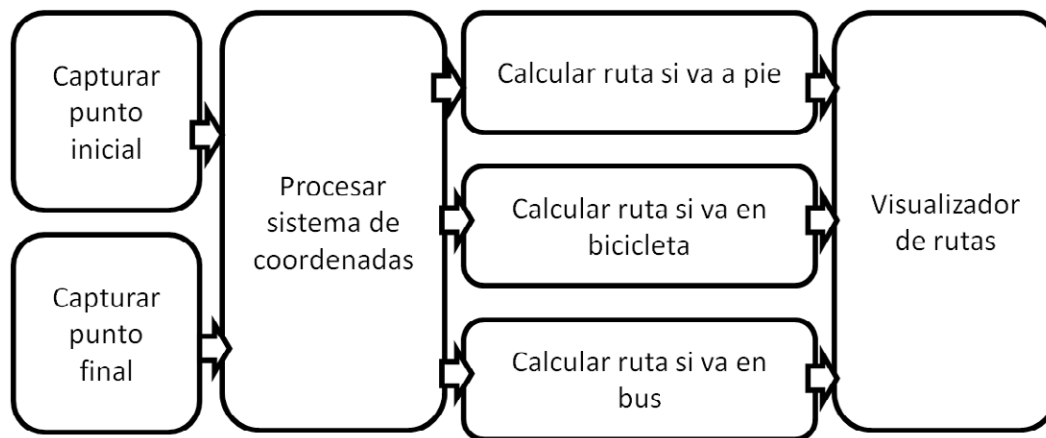 Capturar
punto
inicial
Capturar
punto
final
Procesar
sistema de
coordenadas
Calcular ruta si va a pie
Calcular ruta si va en
bicicleta
Calcular ruta si va en
bus
Visualizador
de rutas